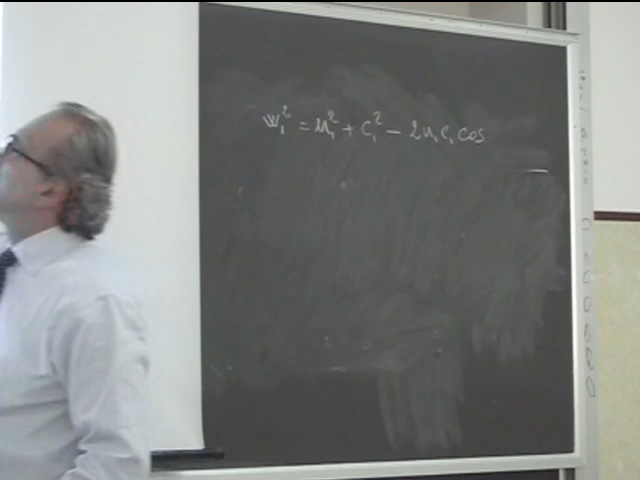 w₁² = u₁² + c₁² − 2u₁c₁ cos